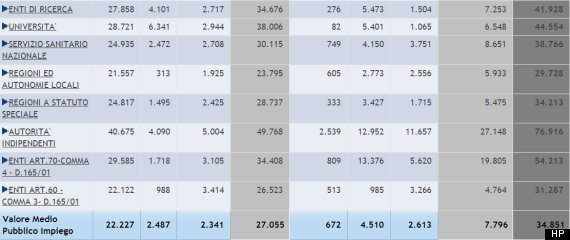 ENTI DI RICERCA 27.858 4.101 2.717 34.676 276 5.473 1.504 7.253 41.928
UNIVERSITA' 28.721 6.341 2.944 38.006 82 5.401 1.065 6.548 44.554
SERVIZIO SANITARIO
NAZIONALE 24.935 2.472 2.708 30.115 749 4.150 3.751 8.651 38.766
REGIONI ED
AUTONOMIE LOCALI 21.557 313 1.925 23.795 605 2.773 2.556 5.933 29.728
REGIONI A STATUTO
SPECIALE 24.817 1.495 2.425 28.737 333 3.427 1.715 5.475 34.213
AUTORITA'
INDIPENDENTI 40.675 4.090 5.004 49.768 2.539 12.952 11.657 27.148 76.916
ENTI ART.70-COMMA
4 - D.165/01 29.585 1.718 3.105 34.408 809 13.376 5.620 19.805 54.213
ENTI ART.60 -
COMMA 3- D.165/01 22.122 988 3.414 26.523 513 985 3.266 4.764 31.287
Valore Medio
Pubblico Impiego 22.227 2.487 2.341 27.055 672 4.510 2.613 7.796 34.851
HP